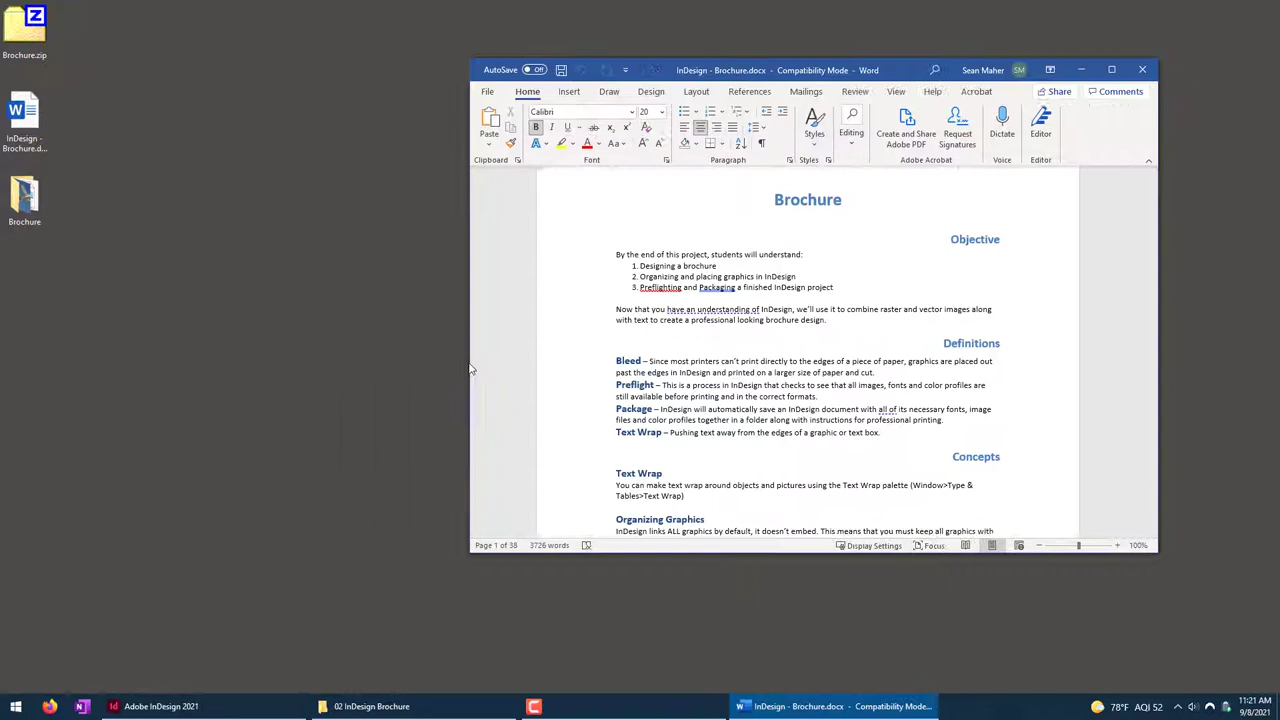 Z
Brochure.zip
InDesign -
Brochure.d...
Brochure
AutoSave Off
InDesign - Brochure.docx - Compatibility Mode - Word
Sean Maher SM
File Home Insert Draw Design Layout References Mailings Review View Help Acrobat Share Comments
Paste
Calibri 20
Styles
Editing
Create and Share
Adobe PDF
Request
Signatures
Dictate
Editor
Clipboard Font Paragraph Styles Adobe Acrobat Voice Editor
Brochure
Objective
By the end of this project, students will understand:
1. Designing a brochure
2. Organizing and placing graphics in InDesign
3. Preflighting and Packaging a finished InDesign project
Now that you have an understanding of InDesign, we'll use it to combine raster and vector images along
with text to create a professional looking brochure design.
Definitions
Bleed – Since most printers can't print directly to the edges of a piece of paper, graphics are placed out
past the edges in InDesign and printed on a larger size of paper and cut.
Preflight – This is a process in InDesign that checks to see that all images, fonts and color profiles are
still available before printing and in the correct formats.
Package – InDesign will automatically save an InDesign document with all of its necessary fonts, image
files and color profiles together in a folder along with instructions for professional printing.
Text Wrap – Pushing text away from the edges of a graphic or text box.
Concepts
Text Wrap
You can make text wrap around objects and pictures using the Text Wrap palette (Window>Type &
Tables>Text Wrap)
Organizing Graphics
InDesign links ALL graphics by default, it doesn't embed. This means that you must keep all graphics with
Page 1 of 38 3726 words Display Settings Focus 100%
Adobe InDesign 2021
02 InDesign Brochure
InDesign - Brochure.docx - Compatibility Mode...
78°F AQI 52
11:21 AM
9/8/2021